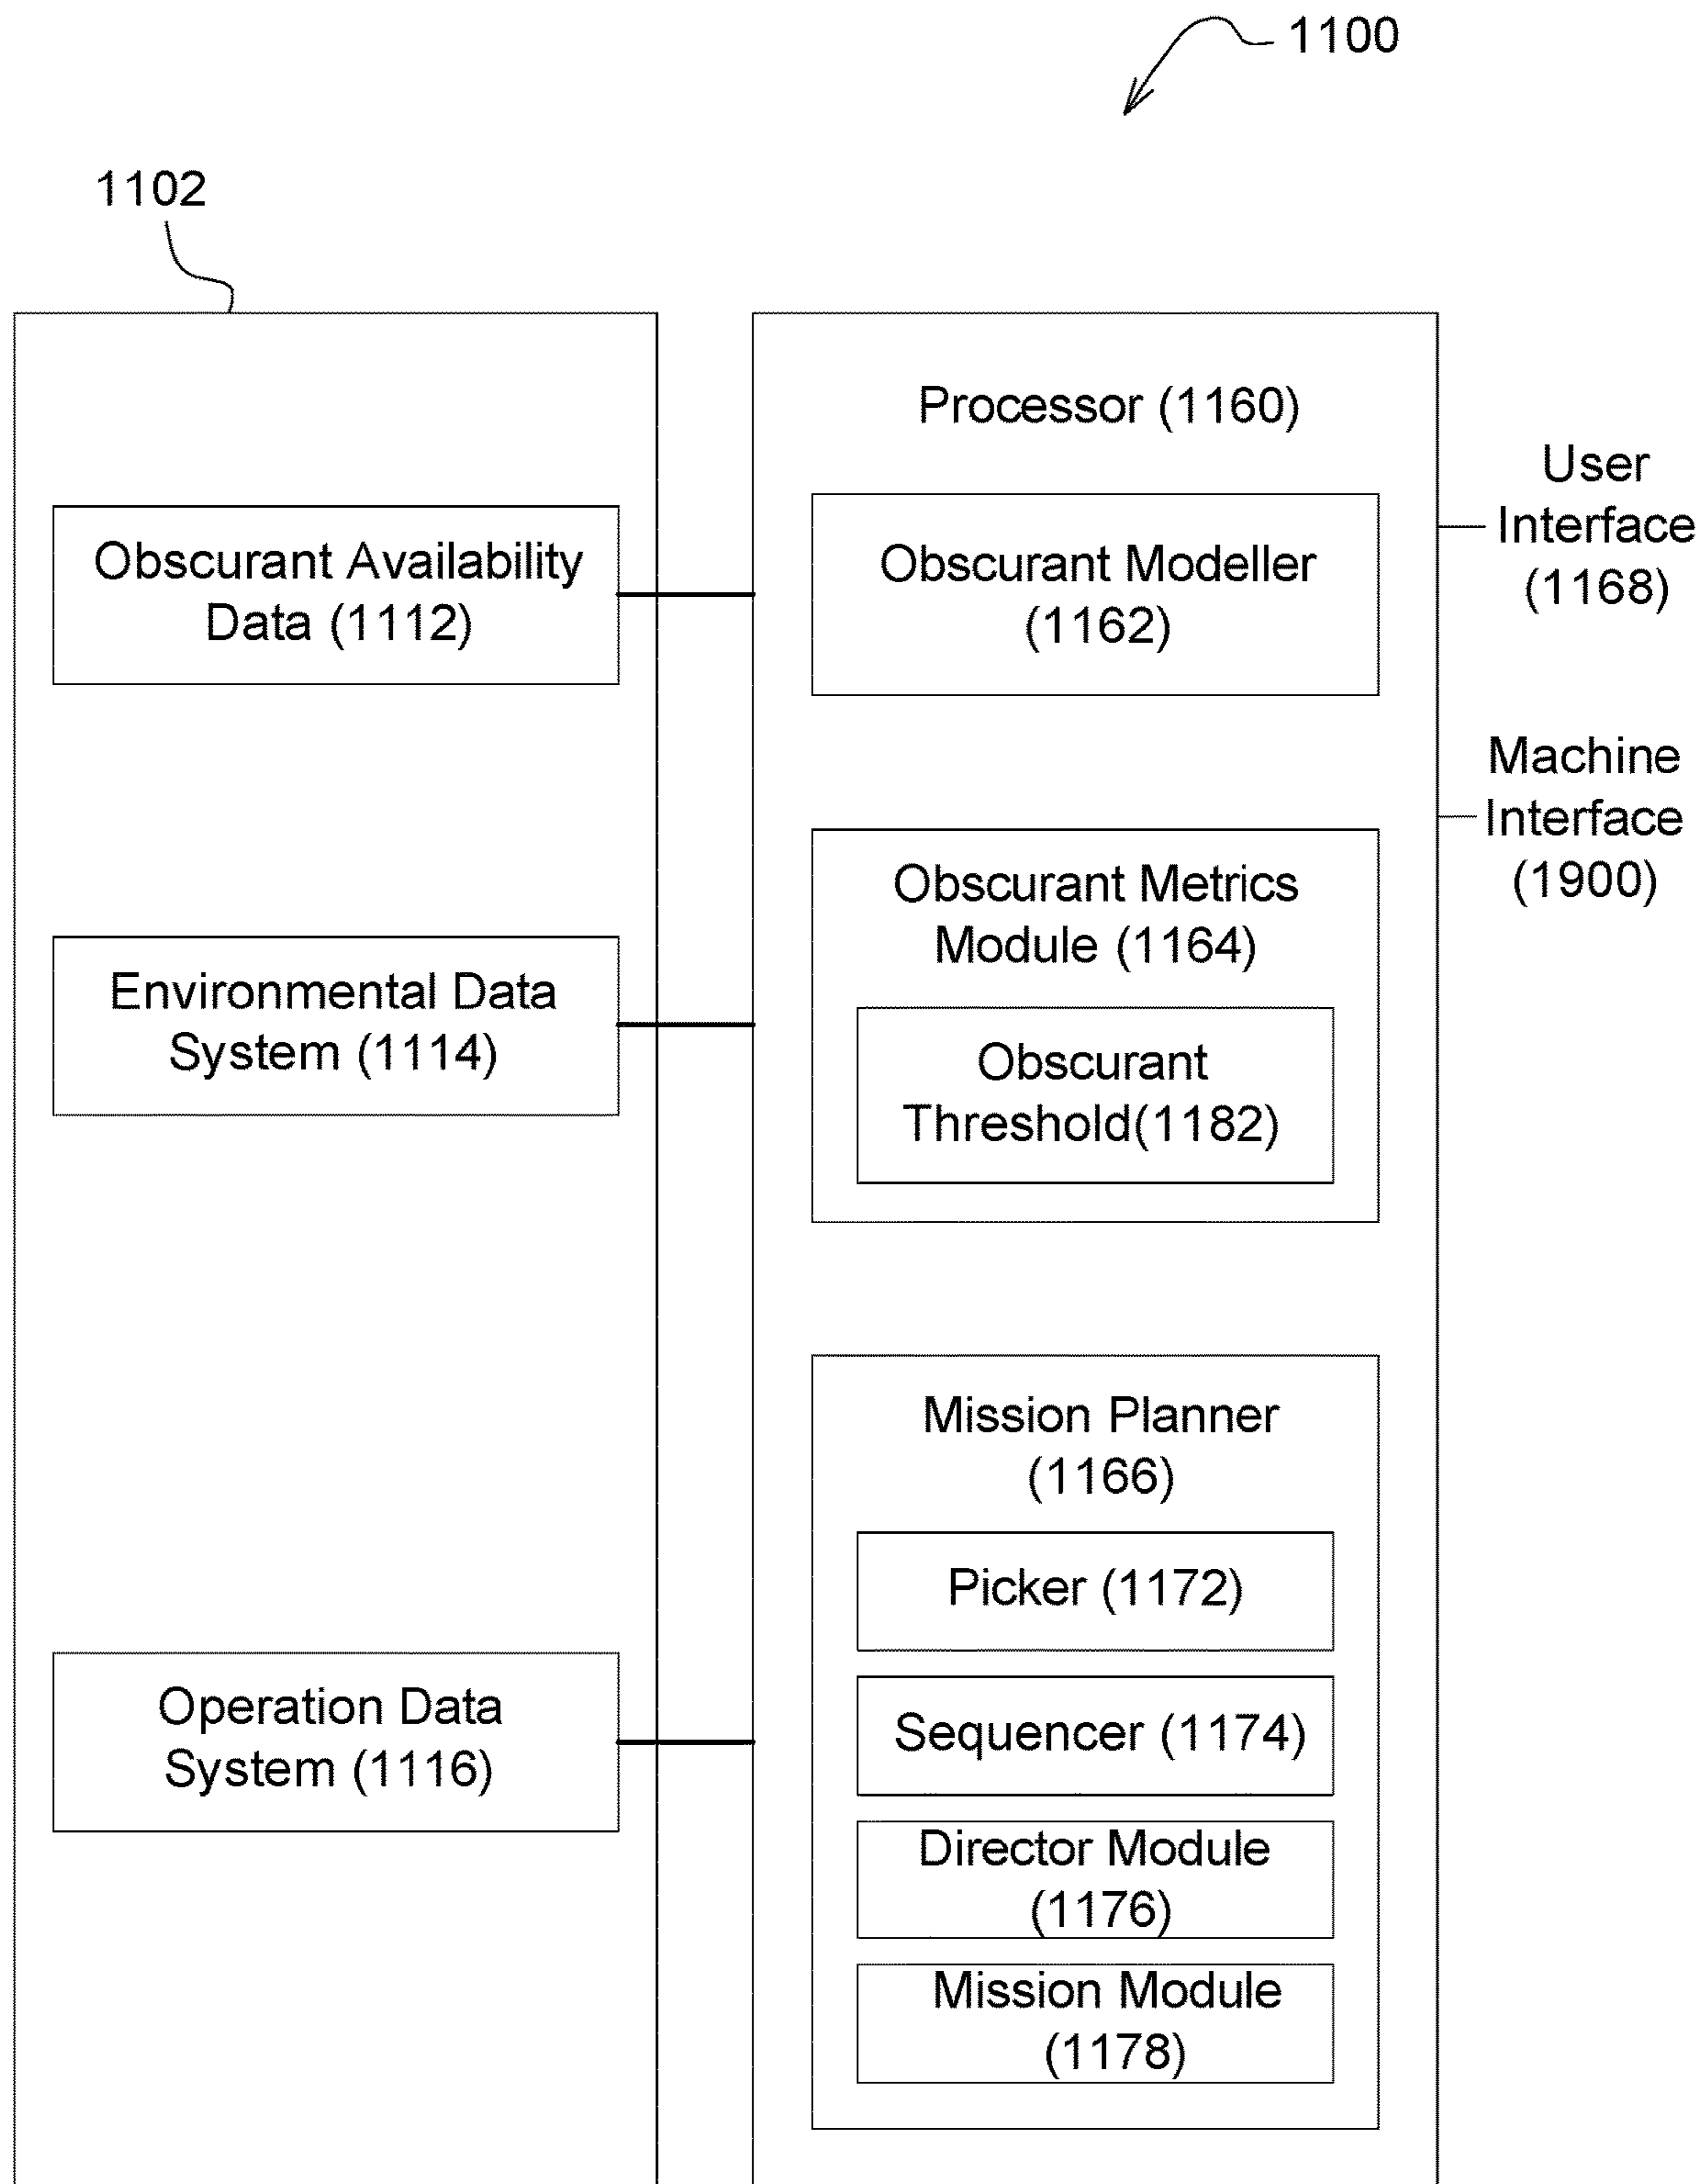 1100
1102
Obscurant Availability
Data (1112)
Environmental Data
System (1114)
Operation Data
System (1116)
Processor (1160)
Obscurant Modeller
(1162)
Obscurant Metrics
Module (1164)
Obscurant
Threshold(1182)
Mission Planner
(1166)
Picker (1172)
Sequencer (1174)
Director Module
(1176)
Mission Module
(1178)
User
Interface
(1168)
Machine
Interface
(1900)